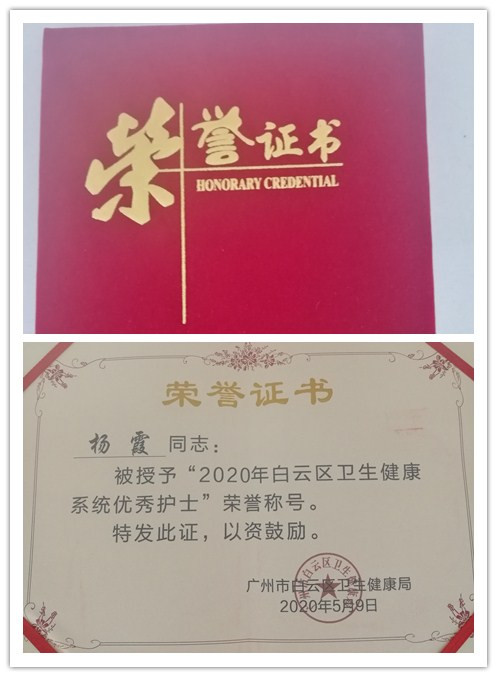 荣誉证书
HONORARY CREDENTIAL
荣誉证书
杨 霞 同志：
被授予“2020年白云区卫生健康
系统优秀护士”荣誉称号。
特发此证，以资鼓励。
广州市白云区卫生健康局
2020年5月9日